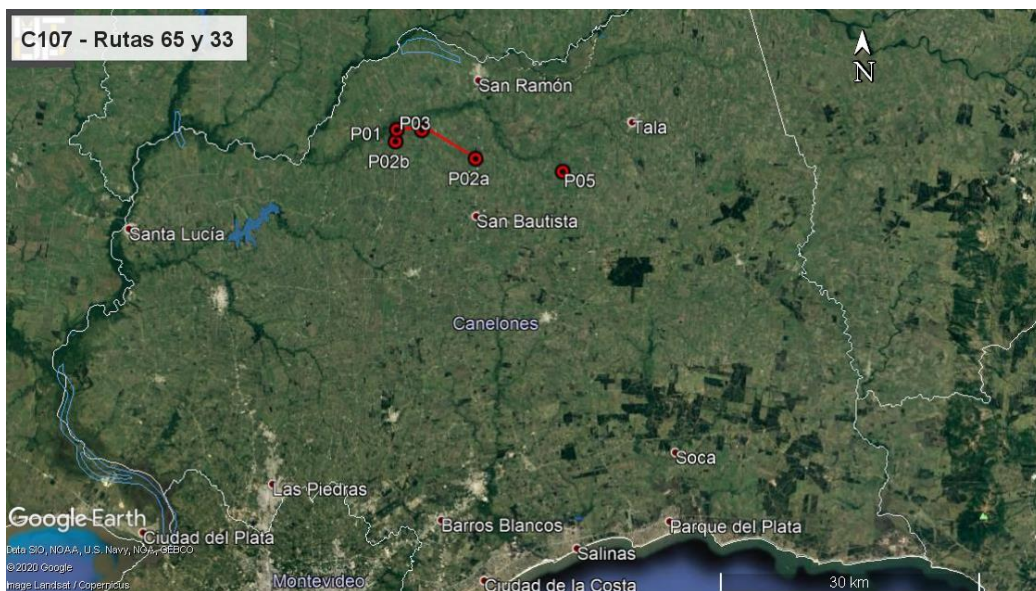 C107 - Rutas 65 y 33
N
San Ramón
P01
P03
Tala
P02b
P02a
P05
San Bautista
Santa Lucía
Canelones
Soca
Las Piedras
Google Earth
Barros Blancos
Parque del Plata
Ciudad del Plata
Data SIO, NOAA, U.S. Navy, NGA, GEBCO
Salinas
©2020 Google
Image Landsat / Copernicus
Montevideo
Ciudad de la Costa
30 km